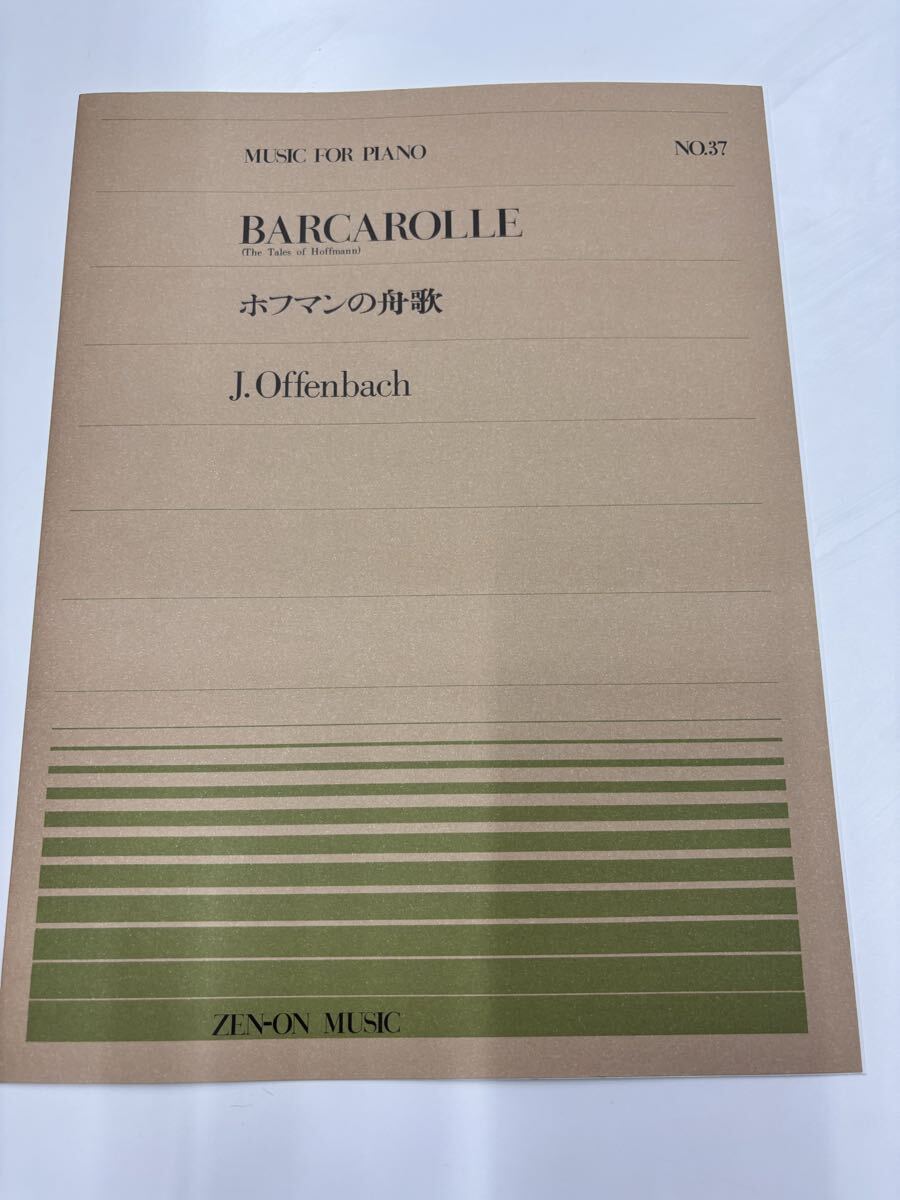 MUSIC FOR PIANO NO.37
BARCAROLLE
(The Tales of Hoffmann)
ホフマンの舟歌
J.Offenbach
ZEN-ON MUSIC